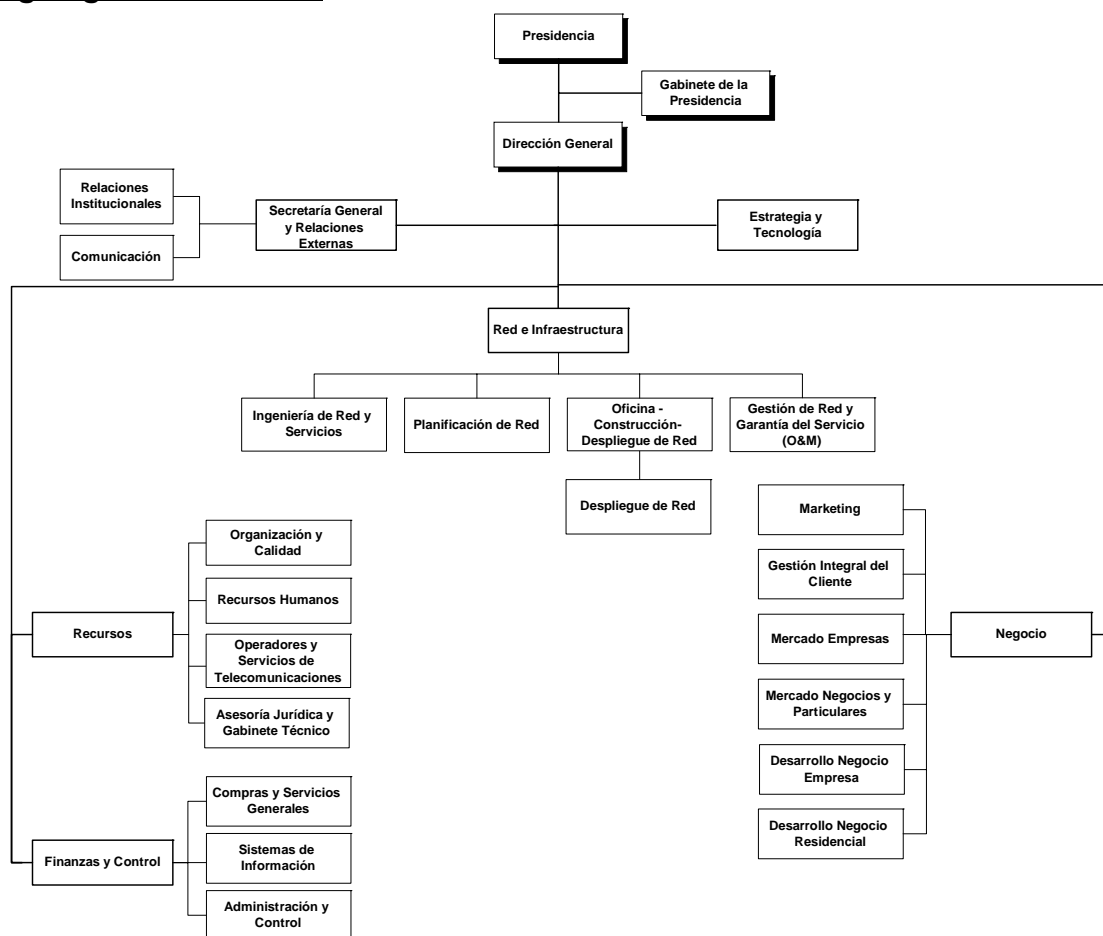 Presidencia
Gabinete de la
Presidencia
Dirección General
Relaciones
Institucionales
Comunicación
Secretaría General
y Relaciones
Externas
Estrategia y
Tecnología
Red e Infraestructura
Ingeniería de Red y
Servicios
Planificación de Red
Oficina -
Construcción-
Despliegue de Red
Gestión de Red y
Garantía del Servicio
(O&M)
Despliegue de Red
Organización y
Calidad
Recursos Humanos
Recursos
Operadores y
Servicios de
Telecomunicaciones
Asesoría Jurídica y
Gabinete Técnico
Marketing
Gestión Integral del
Cliente
Mercado Empresas
Negocio
Mercado Negocios y
Particulares
Desarrollo Negocio
Empresa
Desarrollo Negocio
Residencial
Compras y Servicios
Generales
Finanzas y Control
Sistemas de
Información
Administración y
Control